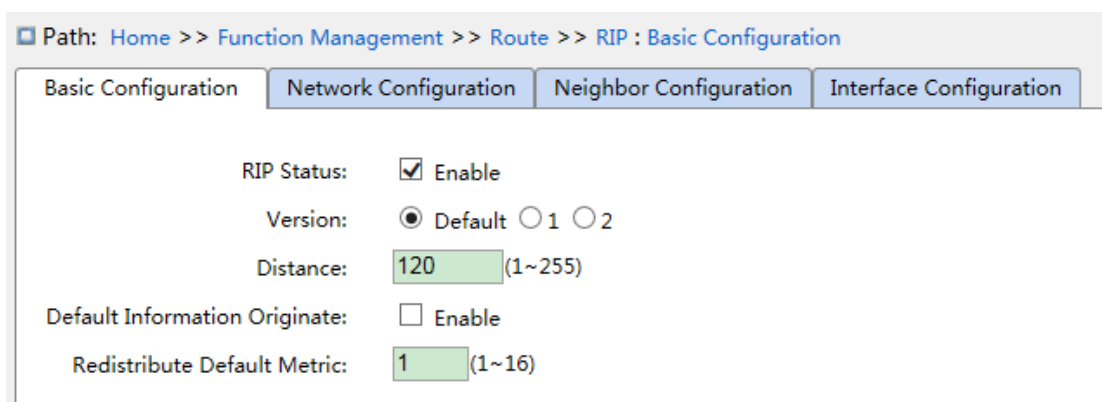 Path: Home >> Function Management >> Route >> RIP : Basic Configuration
Basic Configuration Network Configuration Neighbor Configuration Interface Configuration
RIP Status: Enable
Version: Default 1 2
Distance: 120 (1~255)
Default Information Originate: Enable
Redistribute Default Metric: 1 (1~16)